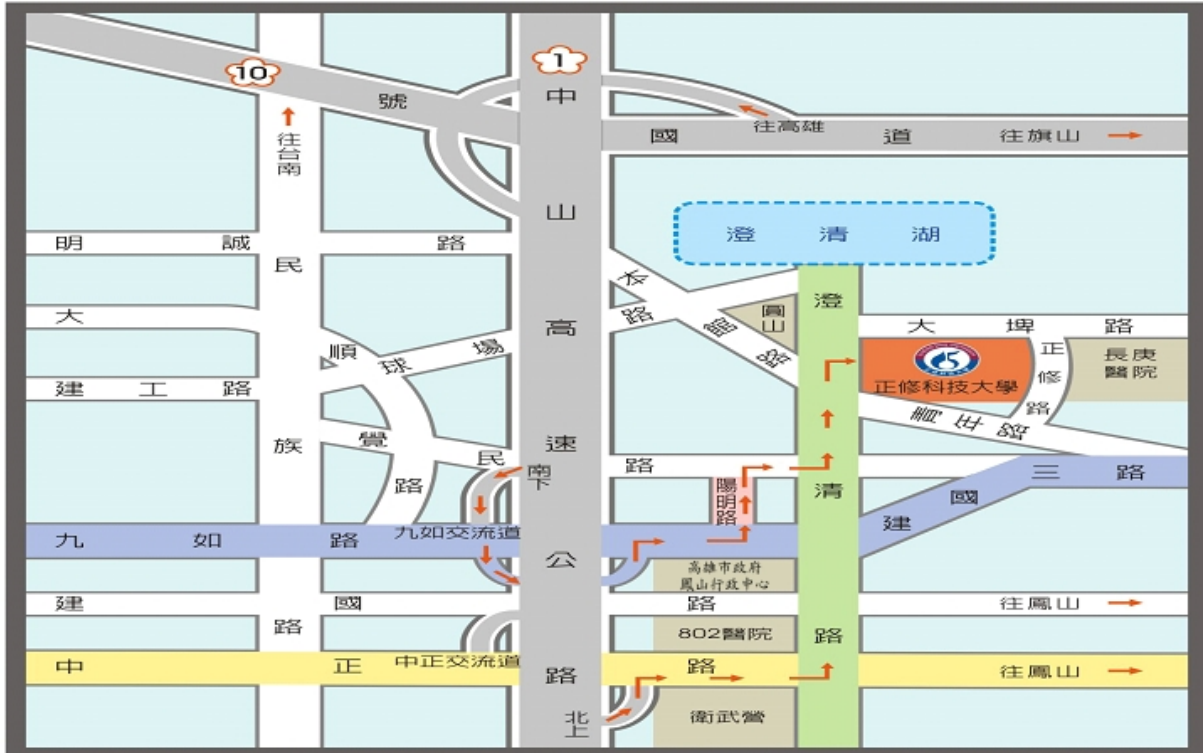 10
1
號
中山高速公路
往台南
國道
往高雄
往旗山
明誠路
民族路
澄清湖
本館路
大順路
球場路
圓山
澄清路
大埤路
正修科技大學
正修路
長庚
醫院
建工路
青年路
覺民路
南下
陽明路
建國三路
九如路
九如交流道
高雄市政府
鳳山行政中心
建國路
往鳳山
802醫院
中正路
中正交流道
往鳳山
北上
衛武營